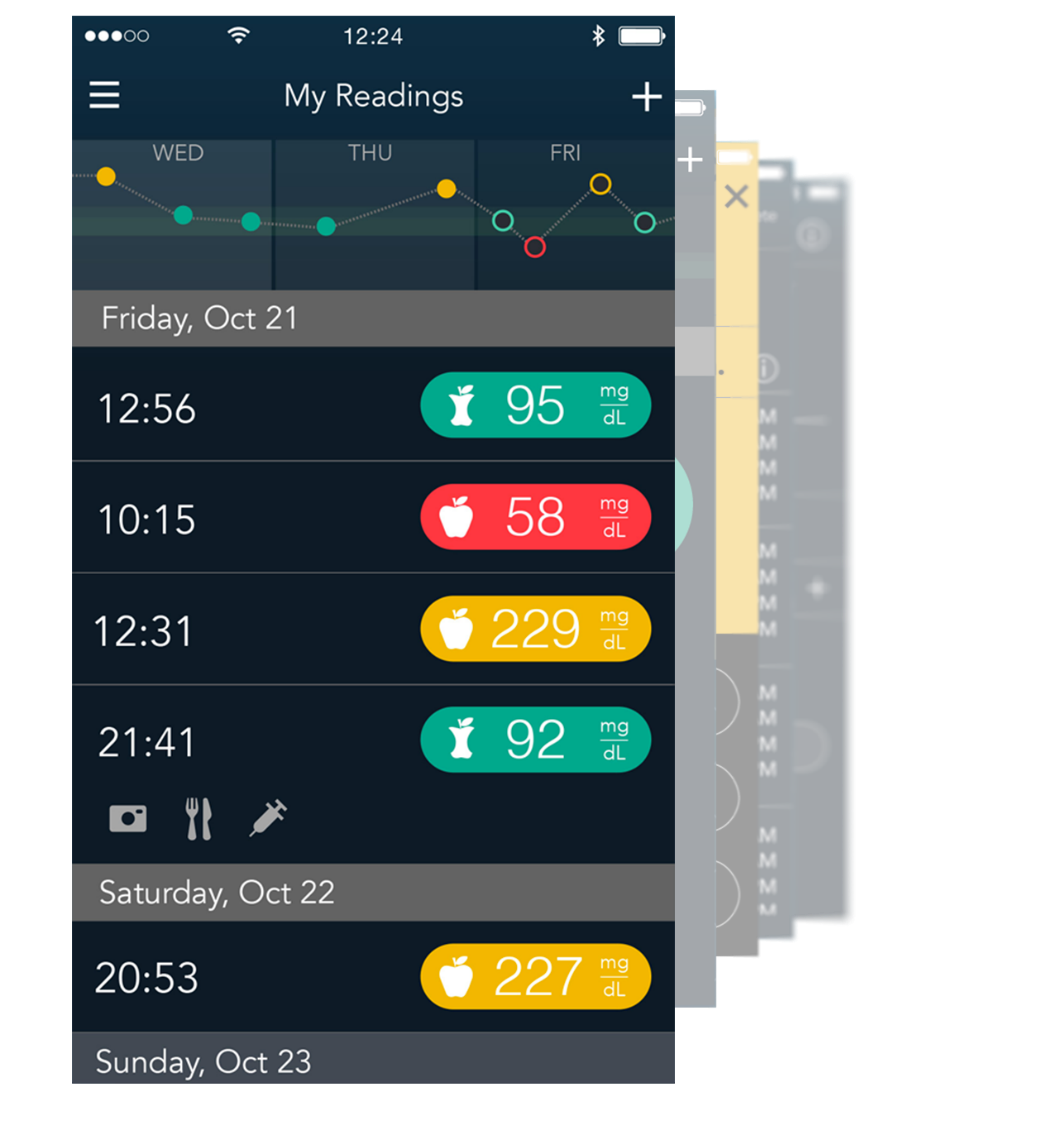 12:24
My Readings
WED THU FRI
Friday, Oct 21
12:56 95 mg/dL
10:15 58 mg/dL
12:31 229 mg/dL
21:41 92 mg/dL
Saturday, Oct 22
20:53 227 mg/dL
Sunday, Oct 23